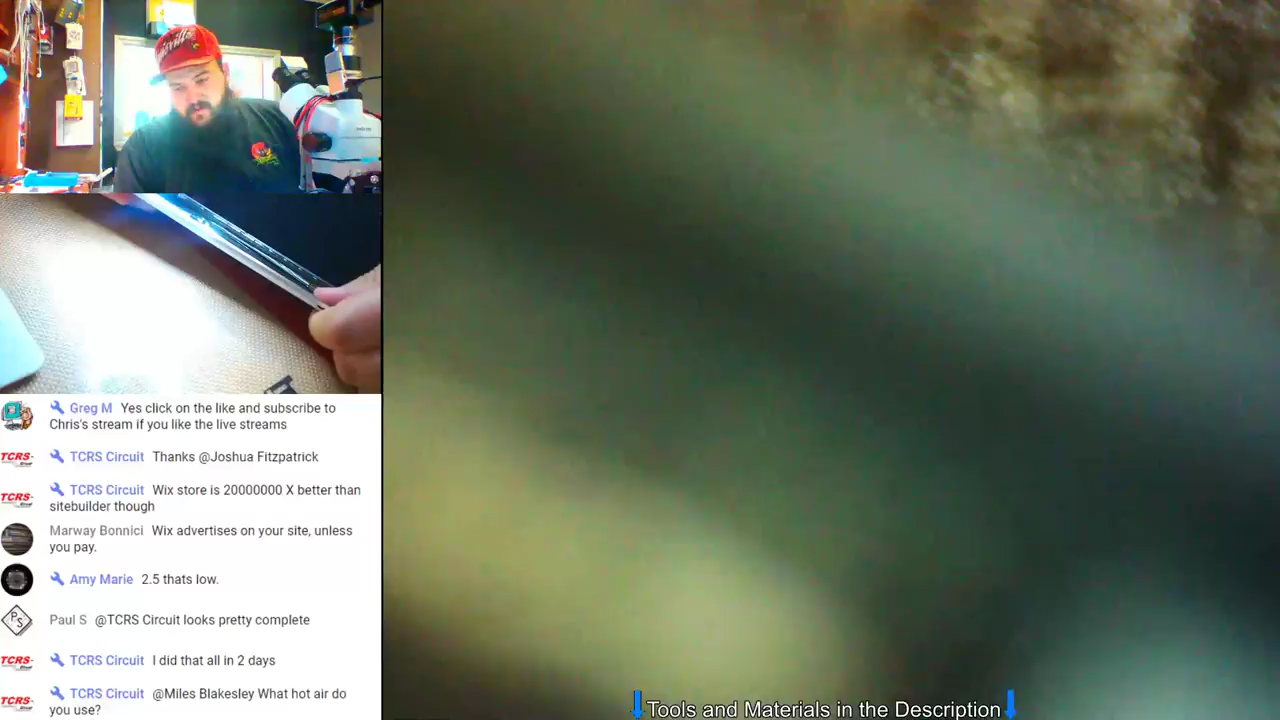 Greg M Yes click on the like and subscribe to
Chris's stream if you like the live streams
TCRS Circuit Thanks @Joshua Fitzpatrick
TCRS Circuit Wix store is 20000000 X better than
sitebuilder though
Marway Bonnici Wix advertises on your site, unless
you pay.
Amy Marie 2.5 thats low.
Paul S @TCRS Circuit looks pretty complete
TCRS Circuit I did that all in 2 days
TCRS Circuit @Miles Blakesley What hot air do
you use?
Tools and Materials in the Description